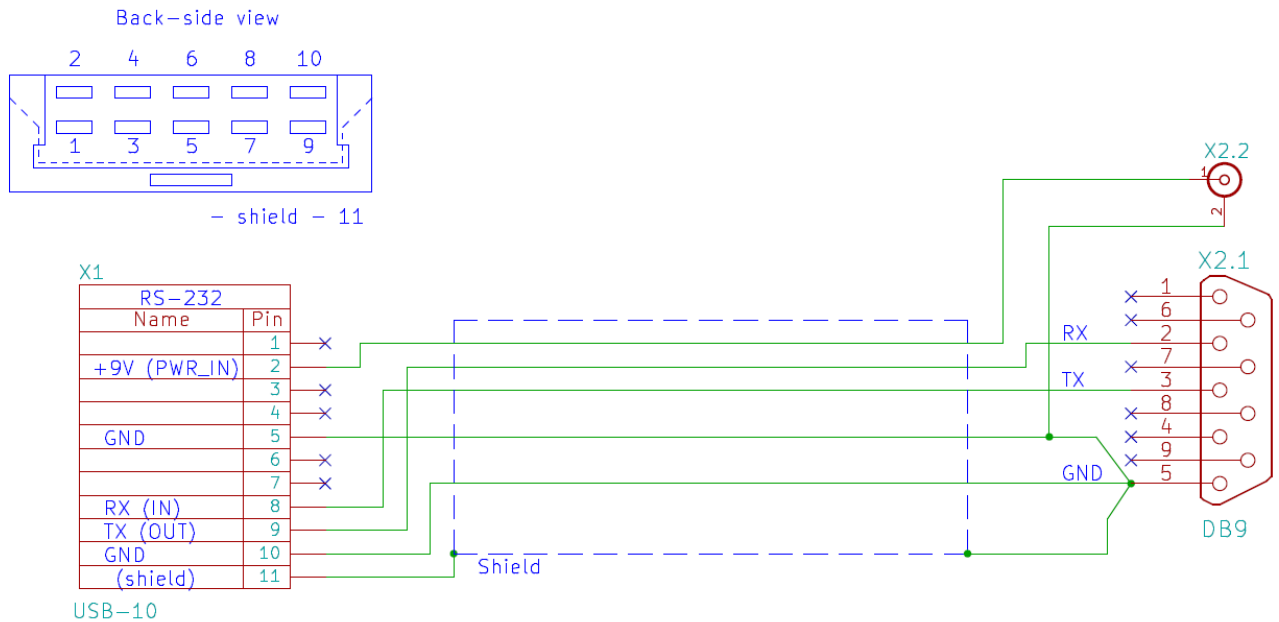 Back-side view
2 4 6 8 10
1 3 5 7 9
- shield - 11
X2.2
1
2
X1
RS-232
Name Pin
1
+9V (PWR_IN) 2
3
4
GND 5
6
7
RX (IN) 8
TX (OUT) 9
GND 10
(shield) 11
USB-10
Shield
X2.1
1
6
RX 2
7
TX 3
8
4
9
GND 5
DB9